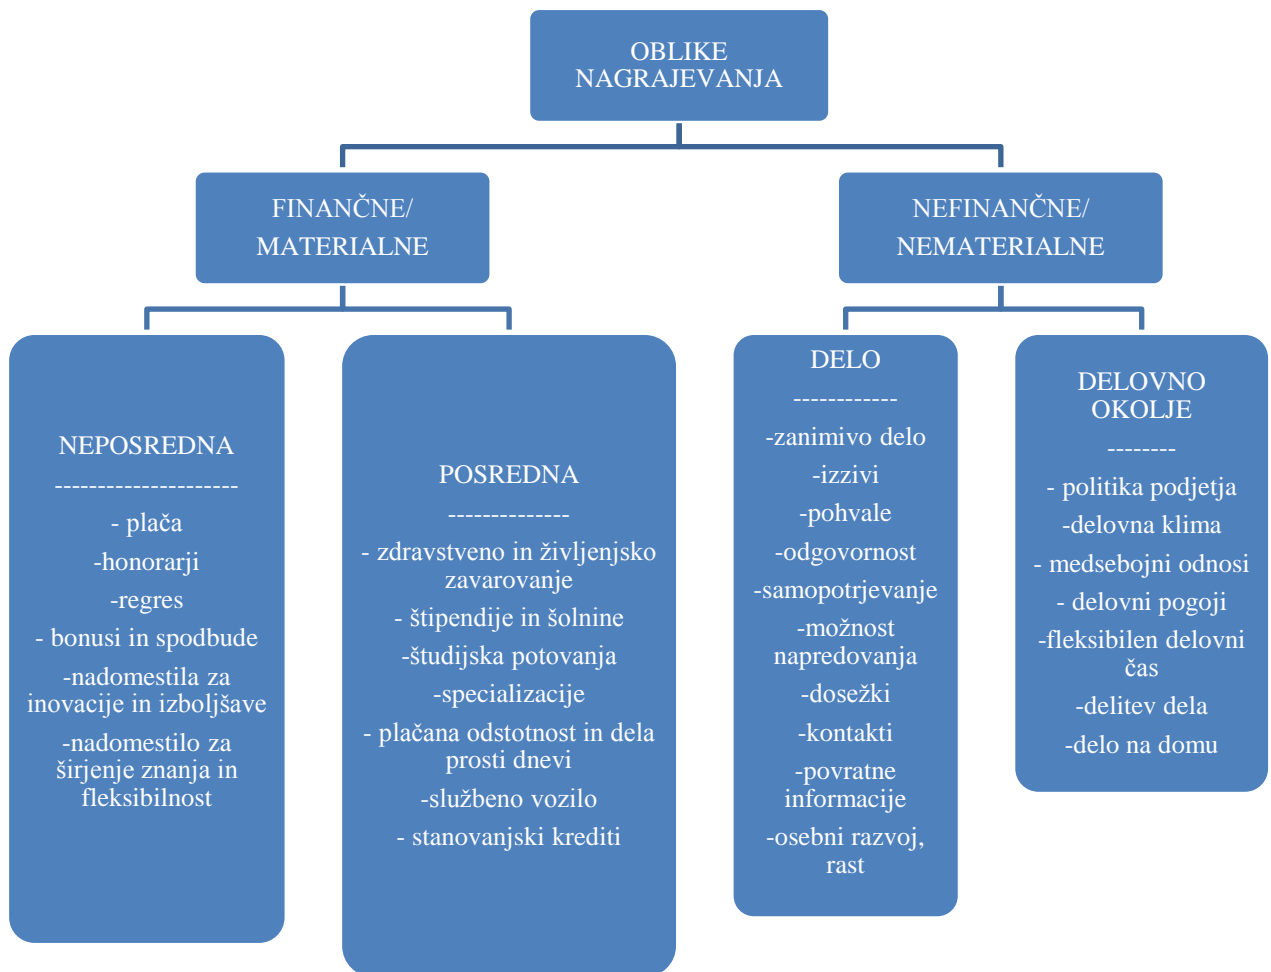 OBLIKE
NAGRAJEVANJA
FINANČNE/
MATERIALNE
NEFINANČNE/
NEMATERIALNE
NEPOSREDNA
---------------------
- plača
-honorarji
-regres
- bonusi in spodbude
-nadomestila za
inovacije in izboljšave
-nadomestilo za
širjenje znanja in
fleksibilnost
POSREDNA
--------------
- zdravstveno in življenjsko
zavarovanje
- štipendije in šolnine
-študijska potovanja
-specializacije
- plačana odstotnost in dela
prosti dnevi
-službeno vozilo
- stanovanjski krediti
DELO
------------
-zanimivo delo
-izzivi
-pohvale
-odgovornost
-samopotrjevanje
-možnost
napredovanja
-dosežki
-kontakti
-povratne
informacije
-osebni razvoj,
rast
DELOVNO
OKOLJE
--------
- politika podjetja
-delovna klima
- medsebojni odnosi
- delovni pogoji
-fleksibilen delovni
čas
-delitev dela
-delo na domu